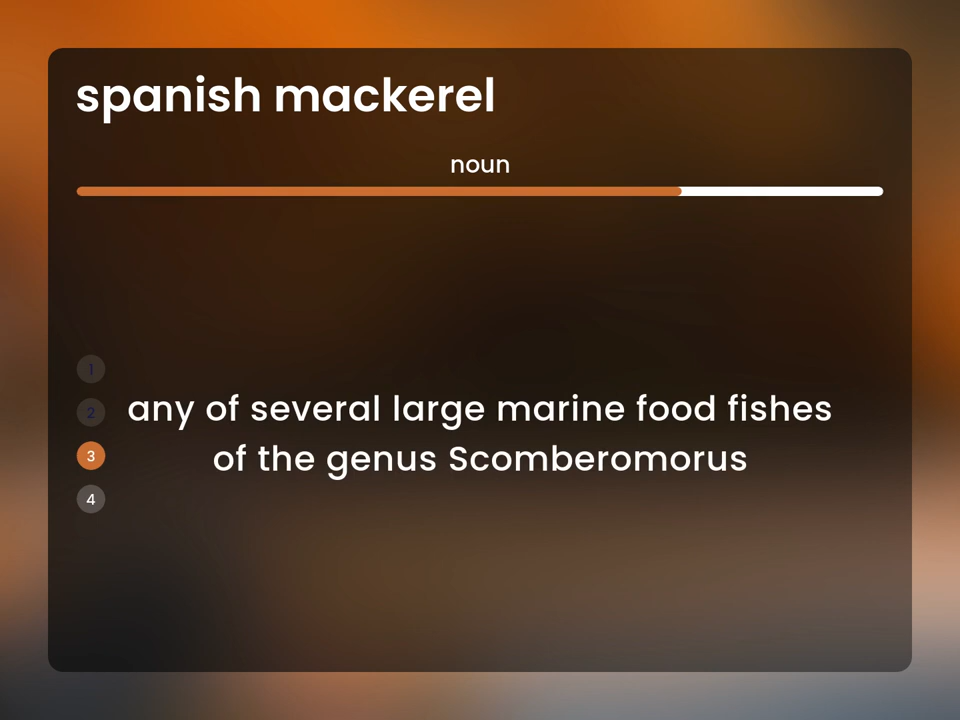 spanish mackerel
noun
1
2
3
4
any of several large marine food fishes
of the genus Scomberomorus